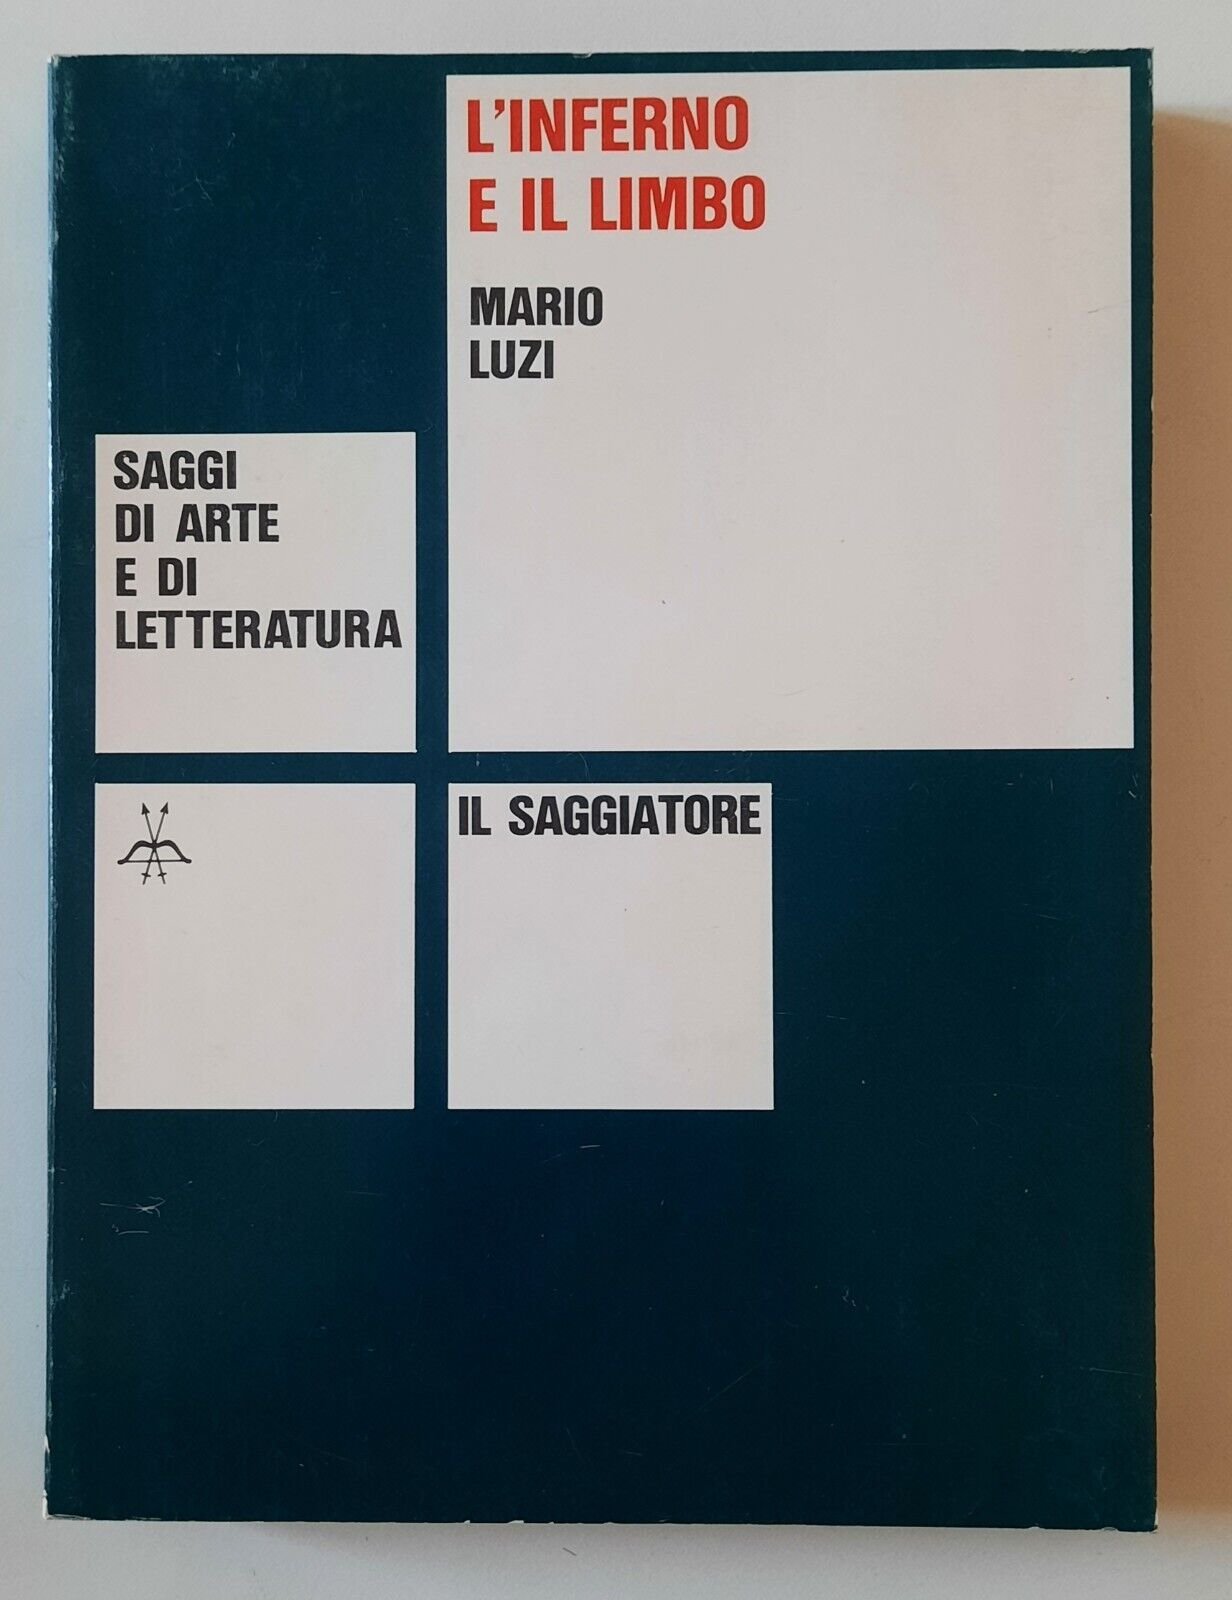 L'INFERNO
E IL LIMBO
MARIO
LUZI
SAGGI
DI ARTE
E DI
LETTERATURA
IL SAGGIATORE